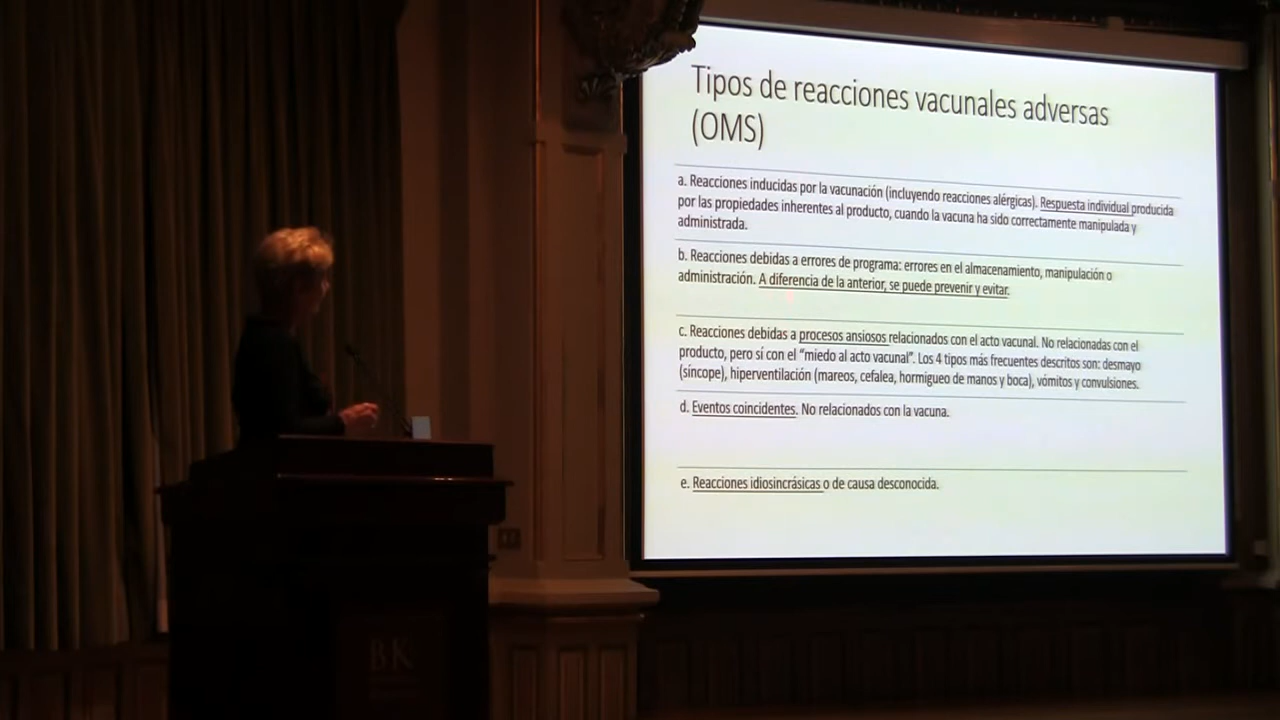 Tipos de reacciones vacunales adversas
(OMS)
a. Reacciones inducidas por la vacunación (incluyendo reacciones alérgicas). Respuesta individual producida
por las propiedades inherentes al producto, cuando la vacuna ha sido correctamente manipulada y
administrada.
b. Reacciones debidas a errores de programa: errores en el almacenamiento, manipulación o
administración. A diferencia de la anterior, se puede prevenir y evitar.
c. Reacciones debidas a procesos ansiosos relacionados con el acto vacunal. No relacionadas con el
producto, pero sí con el “miedo al acto vacunal”. Los 4 tipos más frecuentes descritos son: desmayo
(síncope), hiperventilación (mareos, cefalea, hormigueo de manos y boca), vómitos y convulsiones.
d. Eventos coincidentes. No relacionados con la vacuna.
e. Reacciones idiosincrásicas o de causa desconocida.
BK